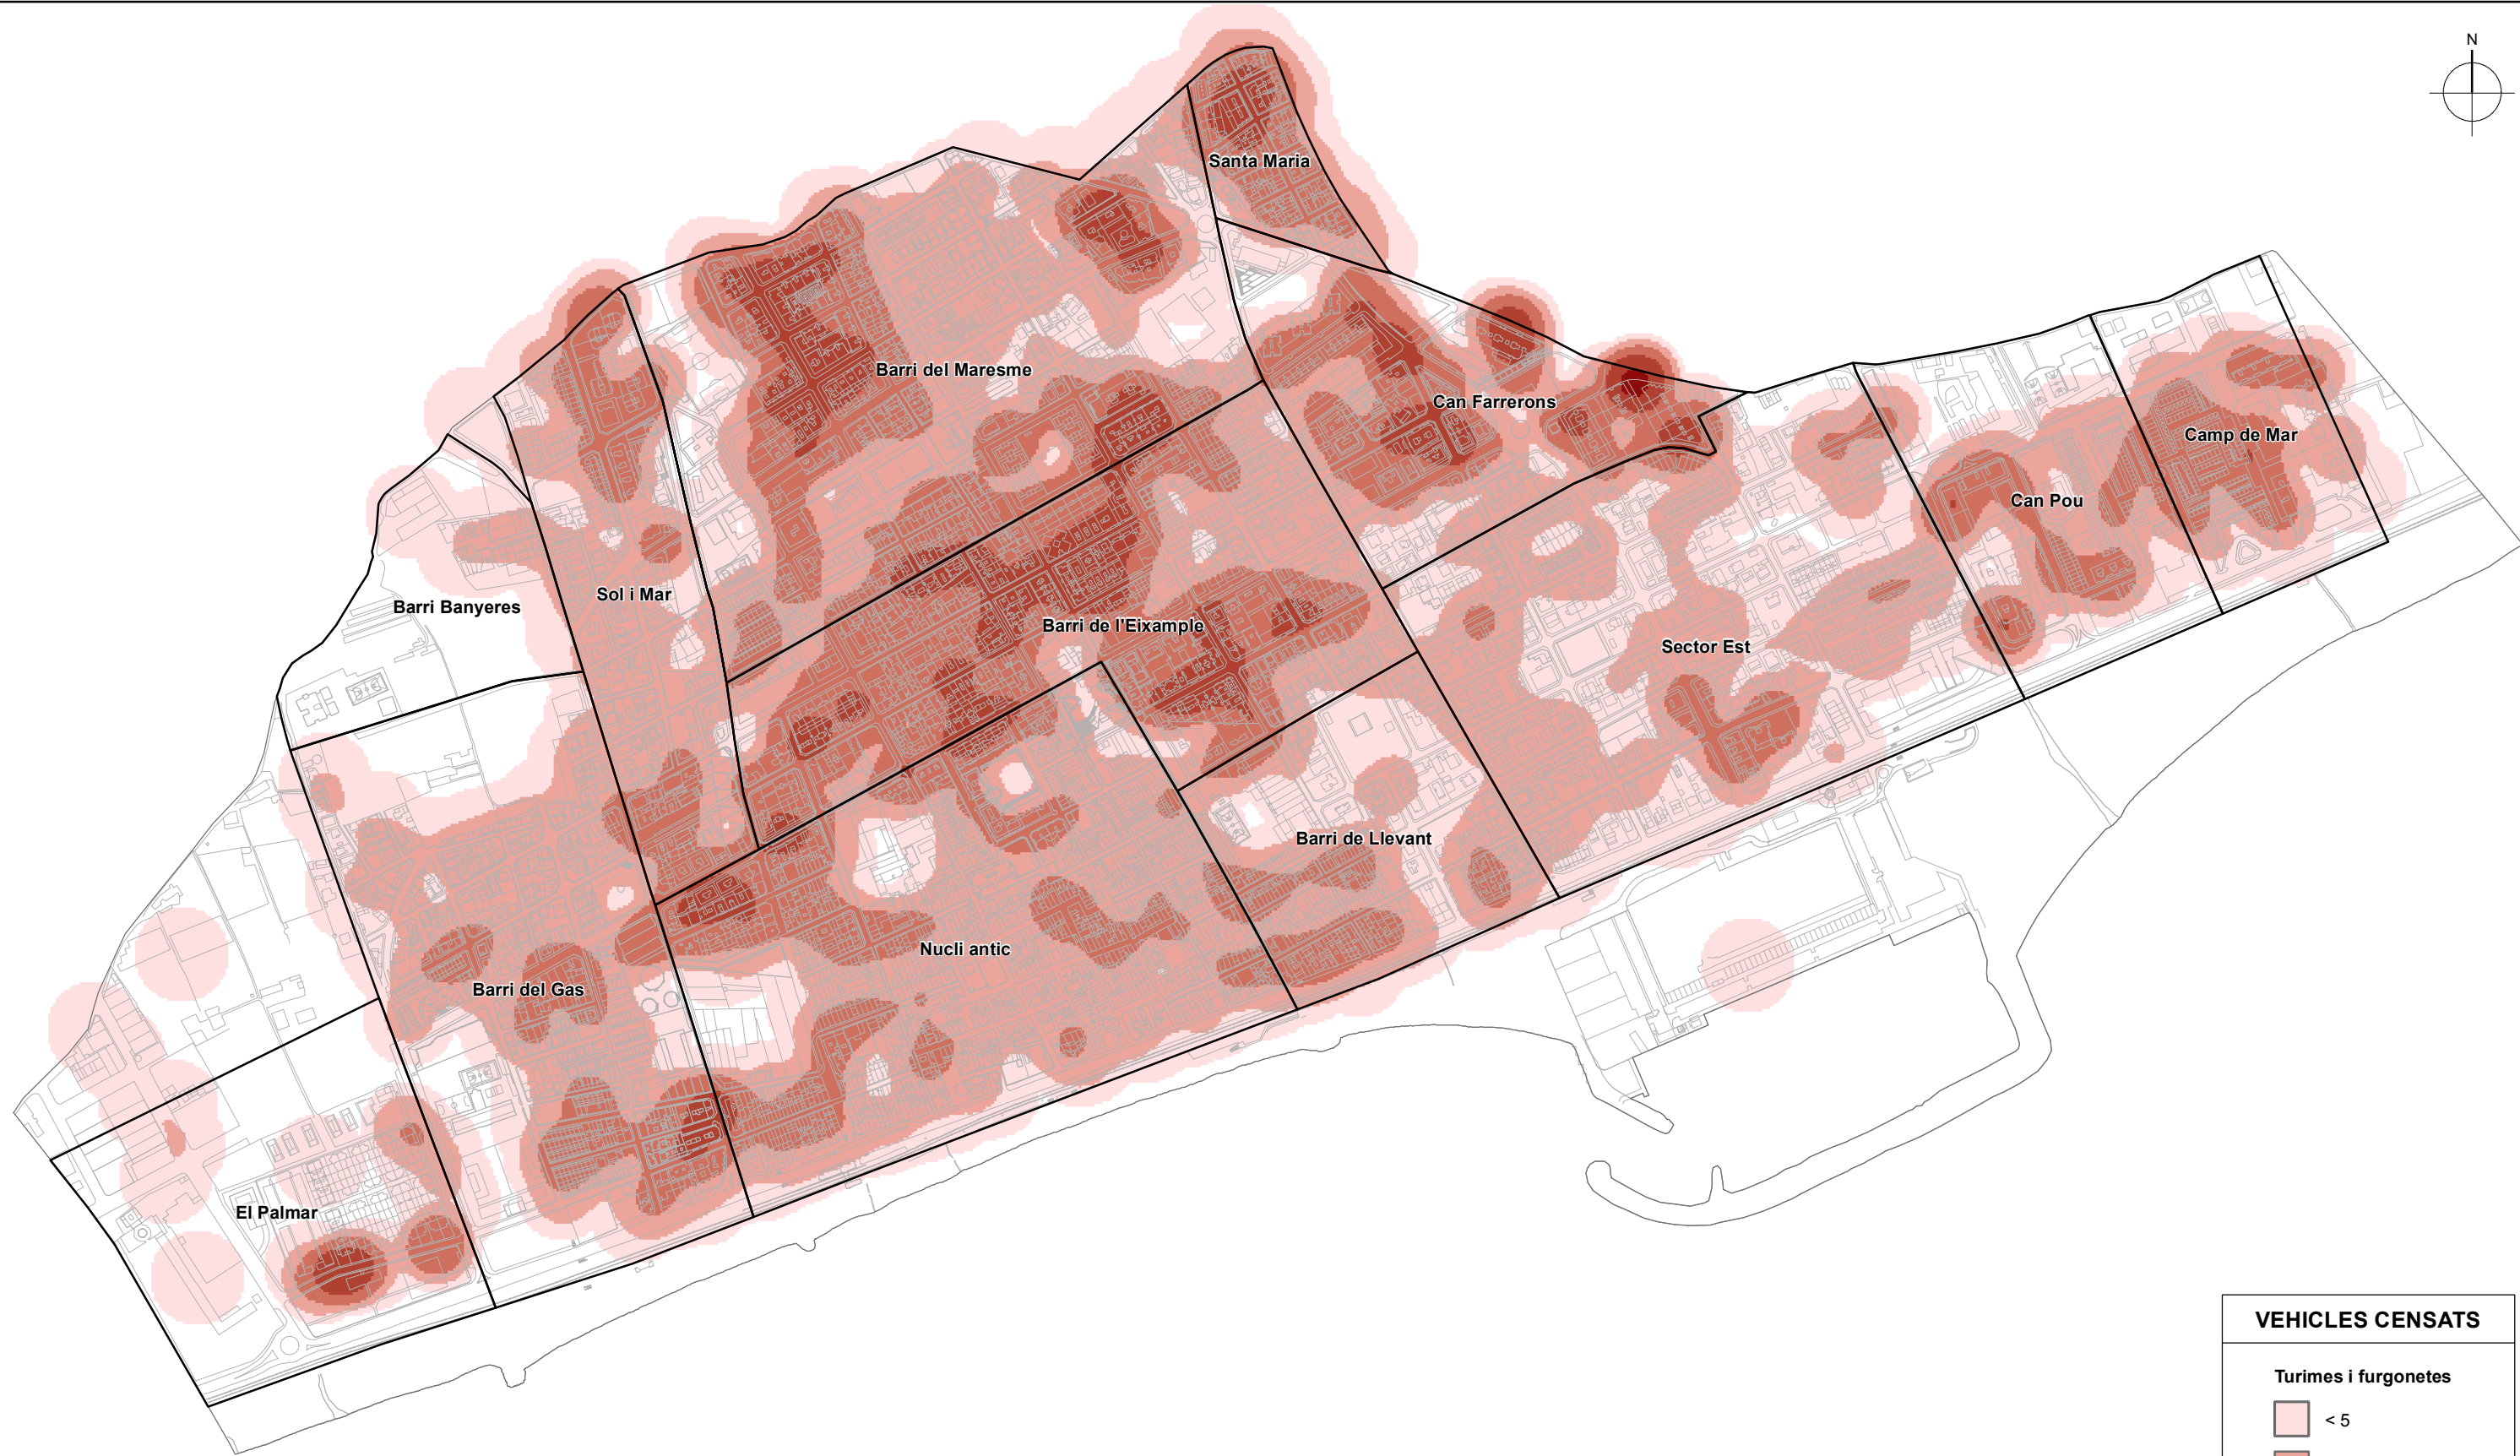 N
Santa Maria
Barri del Maresme
Can Farrerons
Camp de Mar
Can Pou
Sol i Mar
Barri Banyeres
Barri de l'Eixample
Sector Est
Barri de Llevant
Nucli antic
Barri del Gas
El Palmar
VEHICLES CENSATS
Turimes i furgonetes
< 5